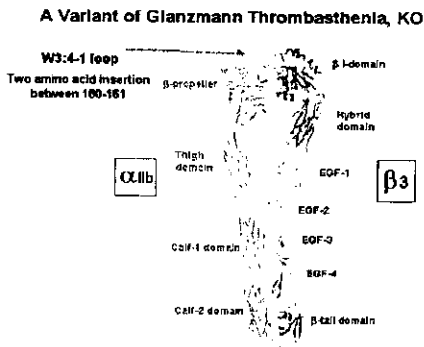 A Variant of Glanzmann Thrombasthenia, KO
W3:4-1 loop
Two amino acid insertion
between 160-161
β-propeller
β I-domain
Hybrid
domain
Thigh
domain
αIIb
EGF-1
β3
EGF-2
EGF-3
Calf-1 domain
EGF-4
Calf-2 domain
β-tail domain